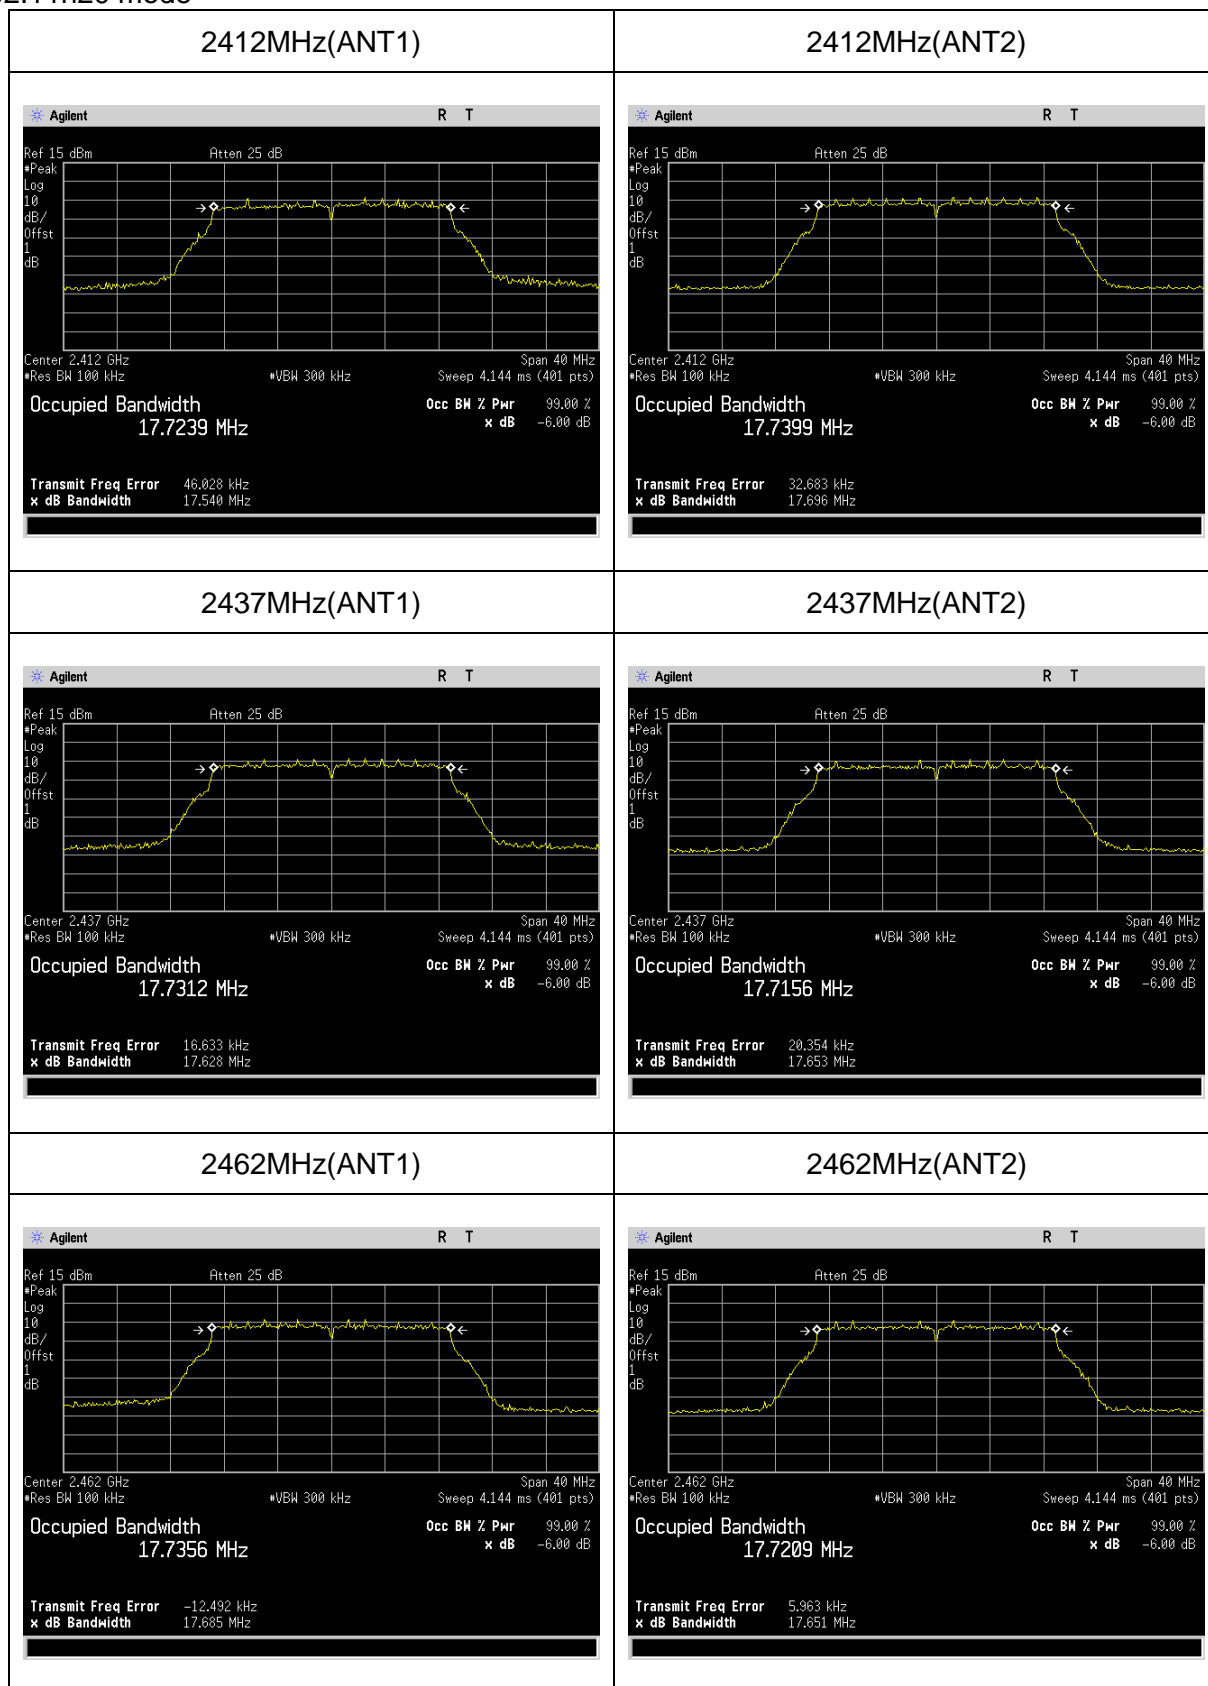 2412MHz(ANT1)
2412MHz(ANT2)
Agilent R T
Ref 15 dBm Atten 25 dB
#Peak
Log
10
dB/
Offst
1
dB
Center 2.412 GHz Span 40 MHz
#Res BW 100 kHz #VBW 300 kHz Sweep 4.144 ms (401 pts)
Occupied Bandwidth Occ BW % Pwr 99.00 %
17.7239 MHz x dB -6.00 dB
Transmit Freq Error 46.028 kHz
x dB Bandwidth 17.540 MHz
Agilent R T
Ref 15 dBm Atten 25 dB
#Peak
Log
10
dB/
Offst
1
dB
Center 2.412 GHz Span 40 MHz
#Res BW 100 kHz #VBW 300 kHz Sweep 4.144 ms (401 pts)
Occupied Bandwidth Occ BW % Pwr 99.00 %
17.7399 MHz x dB -6.00 dB
Transmit Freq Error 32.683 kHz
x dB Bandwidth 17.696 MHz
2437MHz(ANT1)
2437MHz(ANT2)
Agilent R T
Ref 15 dBm Atten 25 dB
#Peak
Log
10
dB/
Offst
1
dB
Center 2.437 GHz Span 40 MHz
#Res BW 100 kHz #VBW 300 kHz Sweep 4.144 ms (401 pts)
Occupied Bandwidth Occ BW % Pwr 99.00 %
17.7312 MHz x dB -6.00 dB
Transmit Freq Error 16.633 kHz
x dB Bandwidth 17.628 MHz
Agilent R T
Ref 15 dBm Atten 25 dB
#Peak
Log
10
dB/
Offst
1
dB
Center 2.437 GHz Span 40 MHz
#Res BW 100 kHz #VBW 300 kHz Sweep 4.144 ms (401 pts)
Occupied Bandwidth Occ BW % Pwr 99.00 %
17.7156 MHz x dB -6.00 dB
Transmit Freq Error 20.354 kHz
x dB Bandwidth 17.653 MHz
2462MHz(ANT1)
2462MHz(ANT2)
Agilent R T
Ref 15 dBm Atten 25 dB
#Peak
Log
10
dB/
Offst
1
dB
Center 2.462 GHz Span 40 MHz
#Res BW 100 kHz #VBW 300 kHz Sweep 4.144 ms (401 pts)
Occupied Bandwidth Occ BW % Pwr 99.00 %
17.7356 MHz x dB -6.00 dB
Transmit Freq Error -12.492 kHz
x dB Bandwidth 17.685 MHz
Agilent R T
Ref 15 dBm Atten 25 dB
#Peak
Log
10
dB/
Offst
1
dB
Center 2.462 GHz Span 40 MHz
#Res BW 100 kHz #VBW 300 kHz Sweep 4.144 ms (401 pts)
Occupied Bandwidth Occ BW % Pwr 99.00 %
17.7209 MHz x dB -6.00 dB
Transmit Freq Error 5.963 kHz
x dB Bandwidth 17.651 MHz